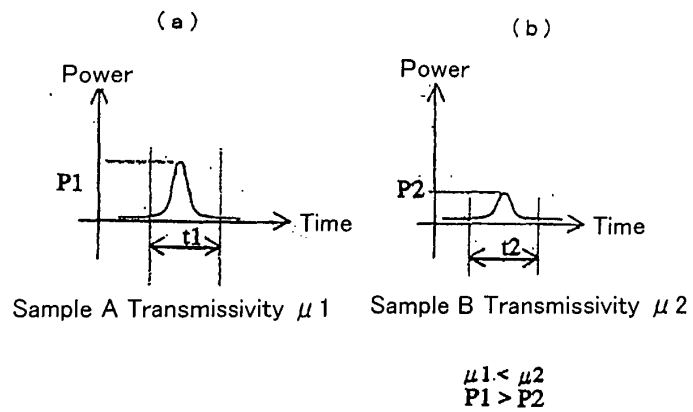 (a)
Power
P1
Time
t1
Sample A Transmissivity μ1
(b)
Power
P2
Time
t2
Sample B Transmissivity μ2
μ1.< μ2
P1 > P2